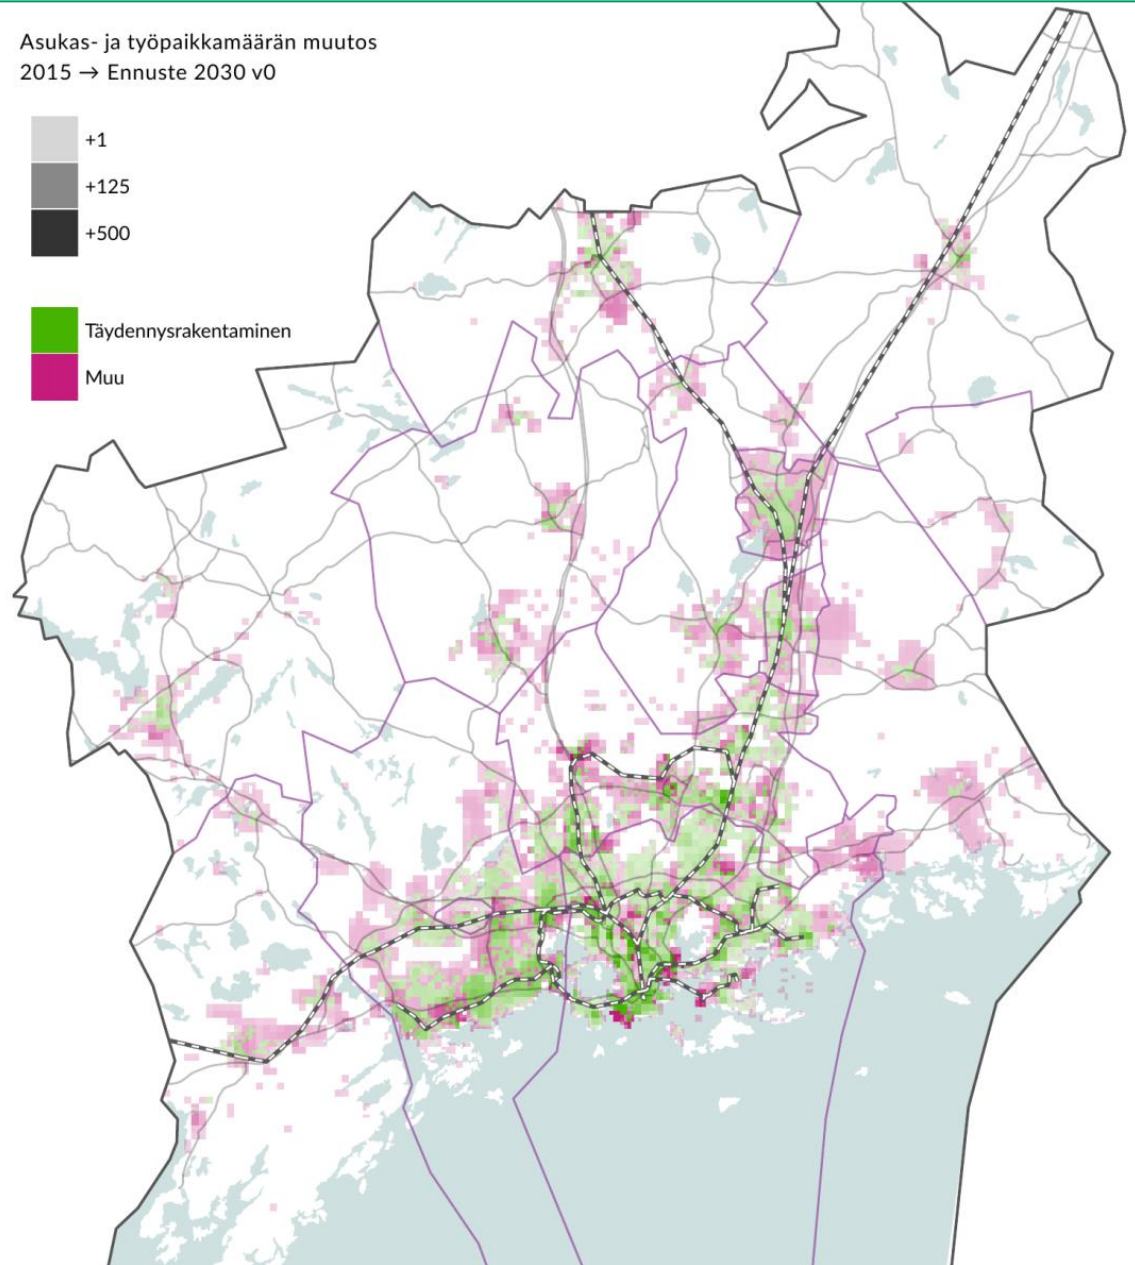 Asukas- ja työpaikkamäärän muutos
2015 → Ennuste 2030 v0
+1
+125
+500
Täydennysrakentaminen
Muu